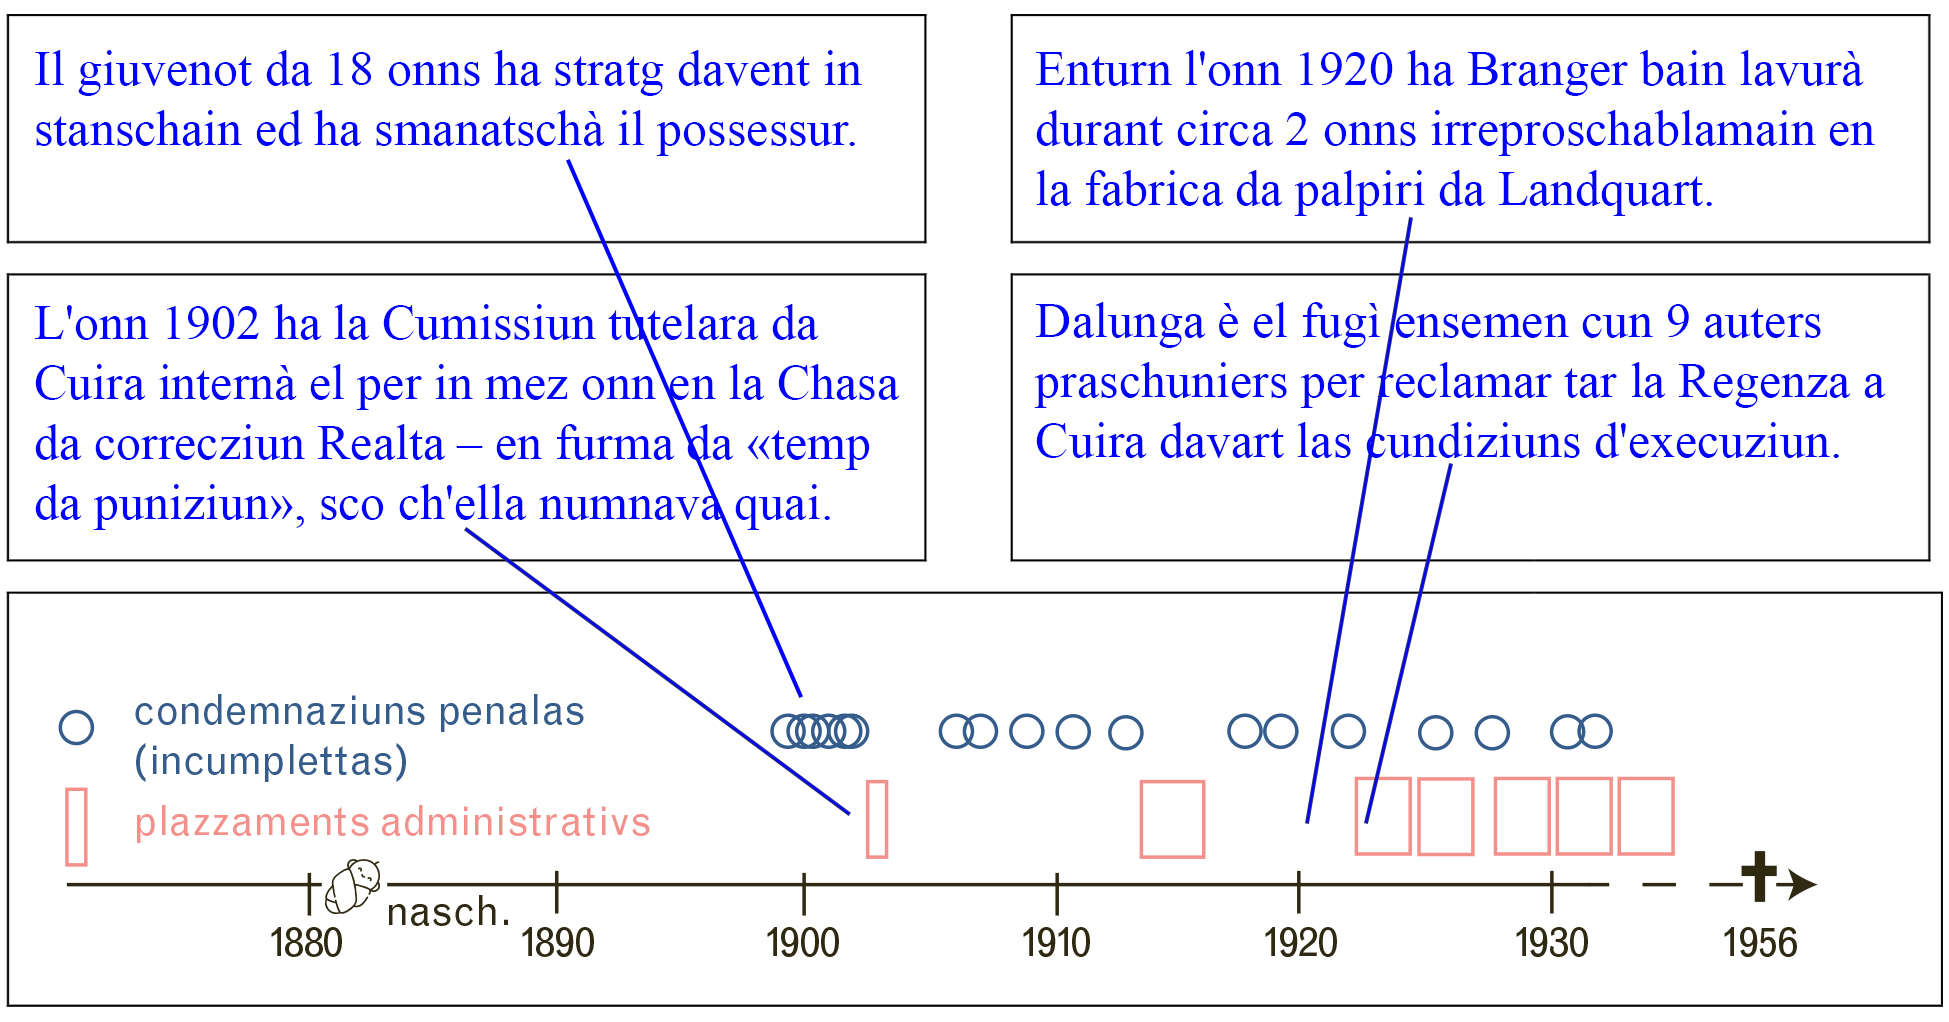 Il giuvenot da 18 onns ha stratg davent in
stanschain ed ha smanatschà il possessur.
Enturn l'onn 1920 ha Branger bain lavurà
durant circa 2 onns irreproschablamain en
la fabrica da palpiri da Landquart.
L'onn 1902 ha la Cumissiun tutelara da
Cuira internà el per in mez onn en la Chasa
da correcziun Realta – en furma da «temp
da puniziun», sco ch'ella numnava quai.
Dalunga è el fugì ensemen cun 9 auters
praschuniers per reclamar tar la Regenza a
Cuira davart las cundiziuns d'execuziun.
condemnaziuns penalas
(incumplettas)
plazzaments administrativs
nasch.
1880 1890 1900 1910 1920 1930 1956